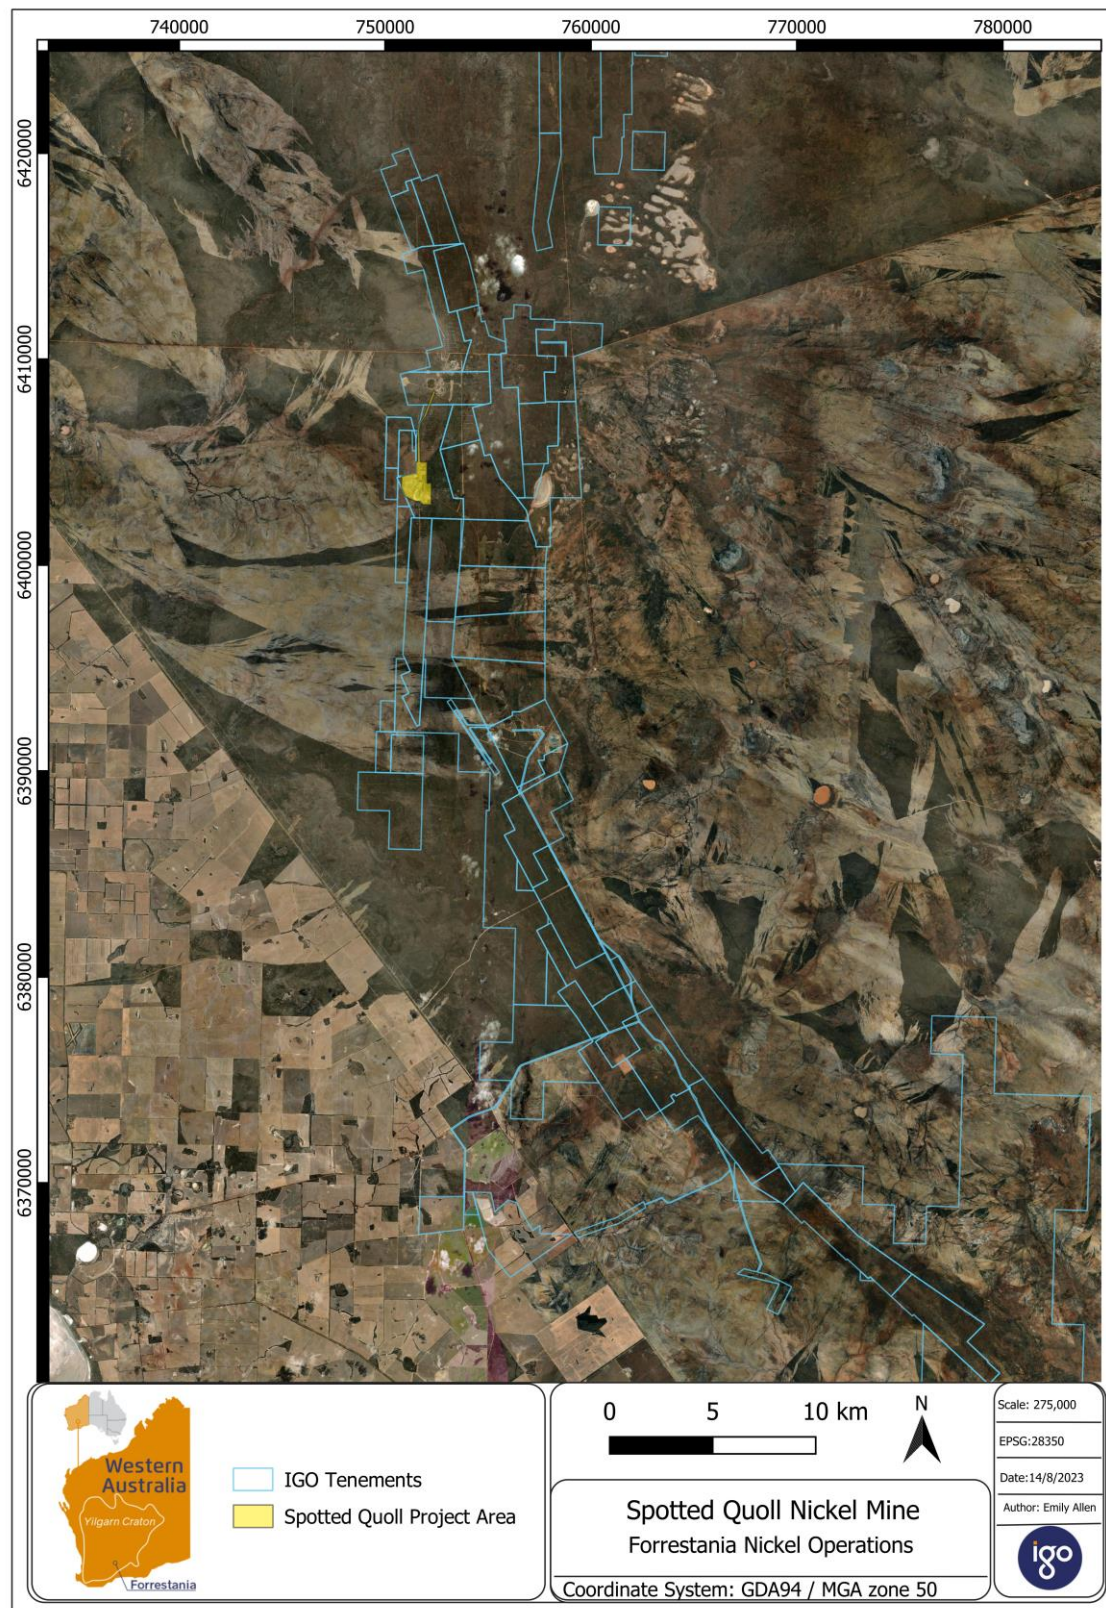 740000 750000 760000 770000 780000
6420000
6410000
6400000
6390000
6380000
6370000
Western
Australia
Yilgarn Craton
Forrestania
IGO Tenements
Spotted Quoll Project Area
0 5 10 km
N
Spotted Quoll Nickel Mine
Forrestania Nickel Operations
Coordinate System: GDA94 / MGA zone 50
Scale: 275,000
EPSG:28350
Date:14/8/2023
Author: Emily Allen
igo